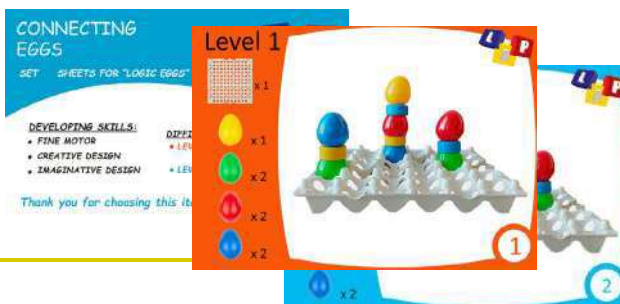 CONNECTING
EGGS
SET SHEETS FOR "LOGIC EGGS"
DEVELOPING SKILLS:
• FINE MOTOR
• CREATIVE DESIGN
• IMAGINATIVE DESIGN
Thank you for choosing this
Level 1
x 1
x 1
x 2
x 2
x 2
1
L P
x 2
2